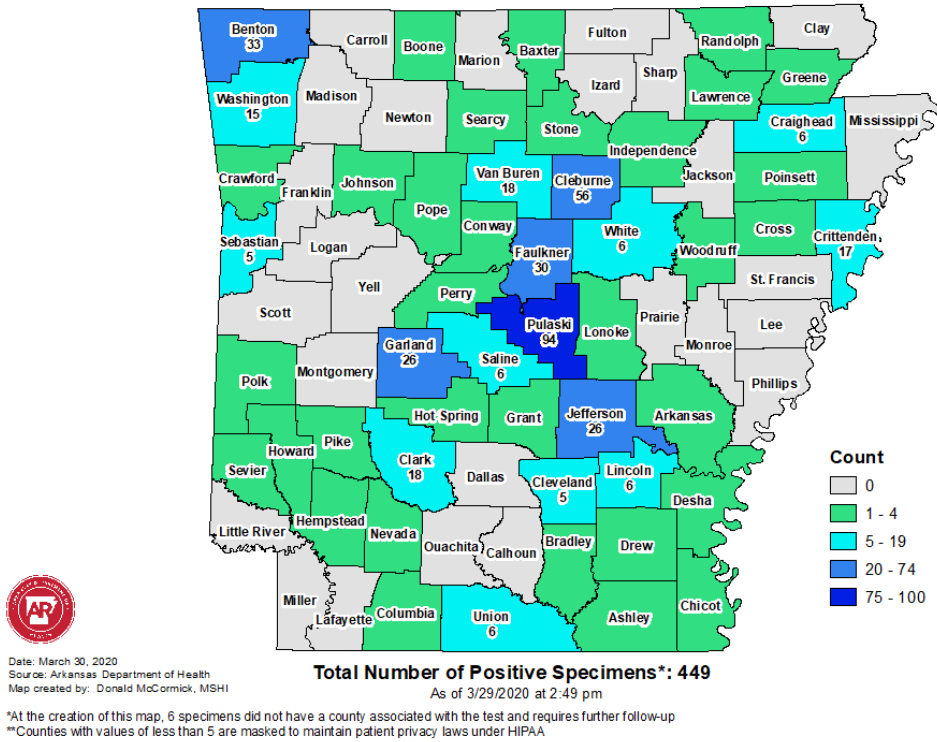 Benton
33
Carroll
Boone
Marion
Baxter
Fulton
Randolph
Clay
Izard
Sharp
Greene
Lawrence
Washington
15
Madison
Newton
Searcy
Stone
Independence
Craighead
6
Mississippi
Crawford
Franklin
Johnson
Pope
Van Buren
18
Cleburne
56
Jackson
Poinsett
Conway
White
6
Woodruff
Cross
Crittenden
17
Sebastian
5
Logan
Faulkner
30
St. Francis
Scott
Yell
Perry
Pulaski
94
Lonoke
Prairie
Monroe
Lee
Phillips
Garland
26
Saline
6
Montgomery
Polk
Hot Spring
Grant
Jefferson
26
Arkansas
Howard
Pike
Clark
18
Dallas
Cleveland
5
Lincoln
6
Desha
Sevier
Little River
Hempstead
Nevada
Ouachita
Calhoun
Bradley
Drew
Miller
Lafayette
Columbia
Union
6
Ashley
Chicot
Count
0
1 - 4
5 - 19
20 - 74
75 - 100
AR
Date: March 30, 2020
Source: Arkansas Department of Health
Map created by: Donald McCormick, MSHI
Total Number of Positive Specimens*: 449
As of 3/29/2020 at 2:49 pm
*At the creation of this map, 6 specimens did not have a county associated with the test and requires further follow-up
**Counties with values of less than 5 are masked to maintain patient privacy laws under HIPAA